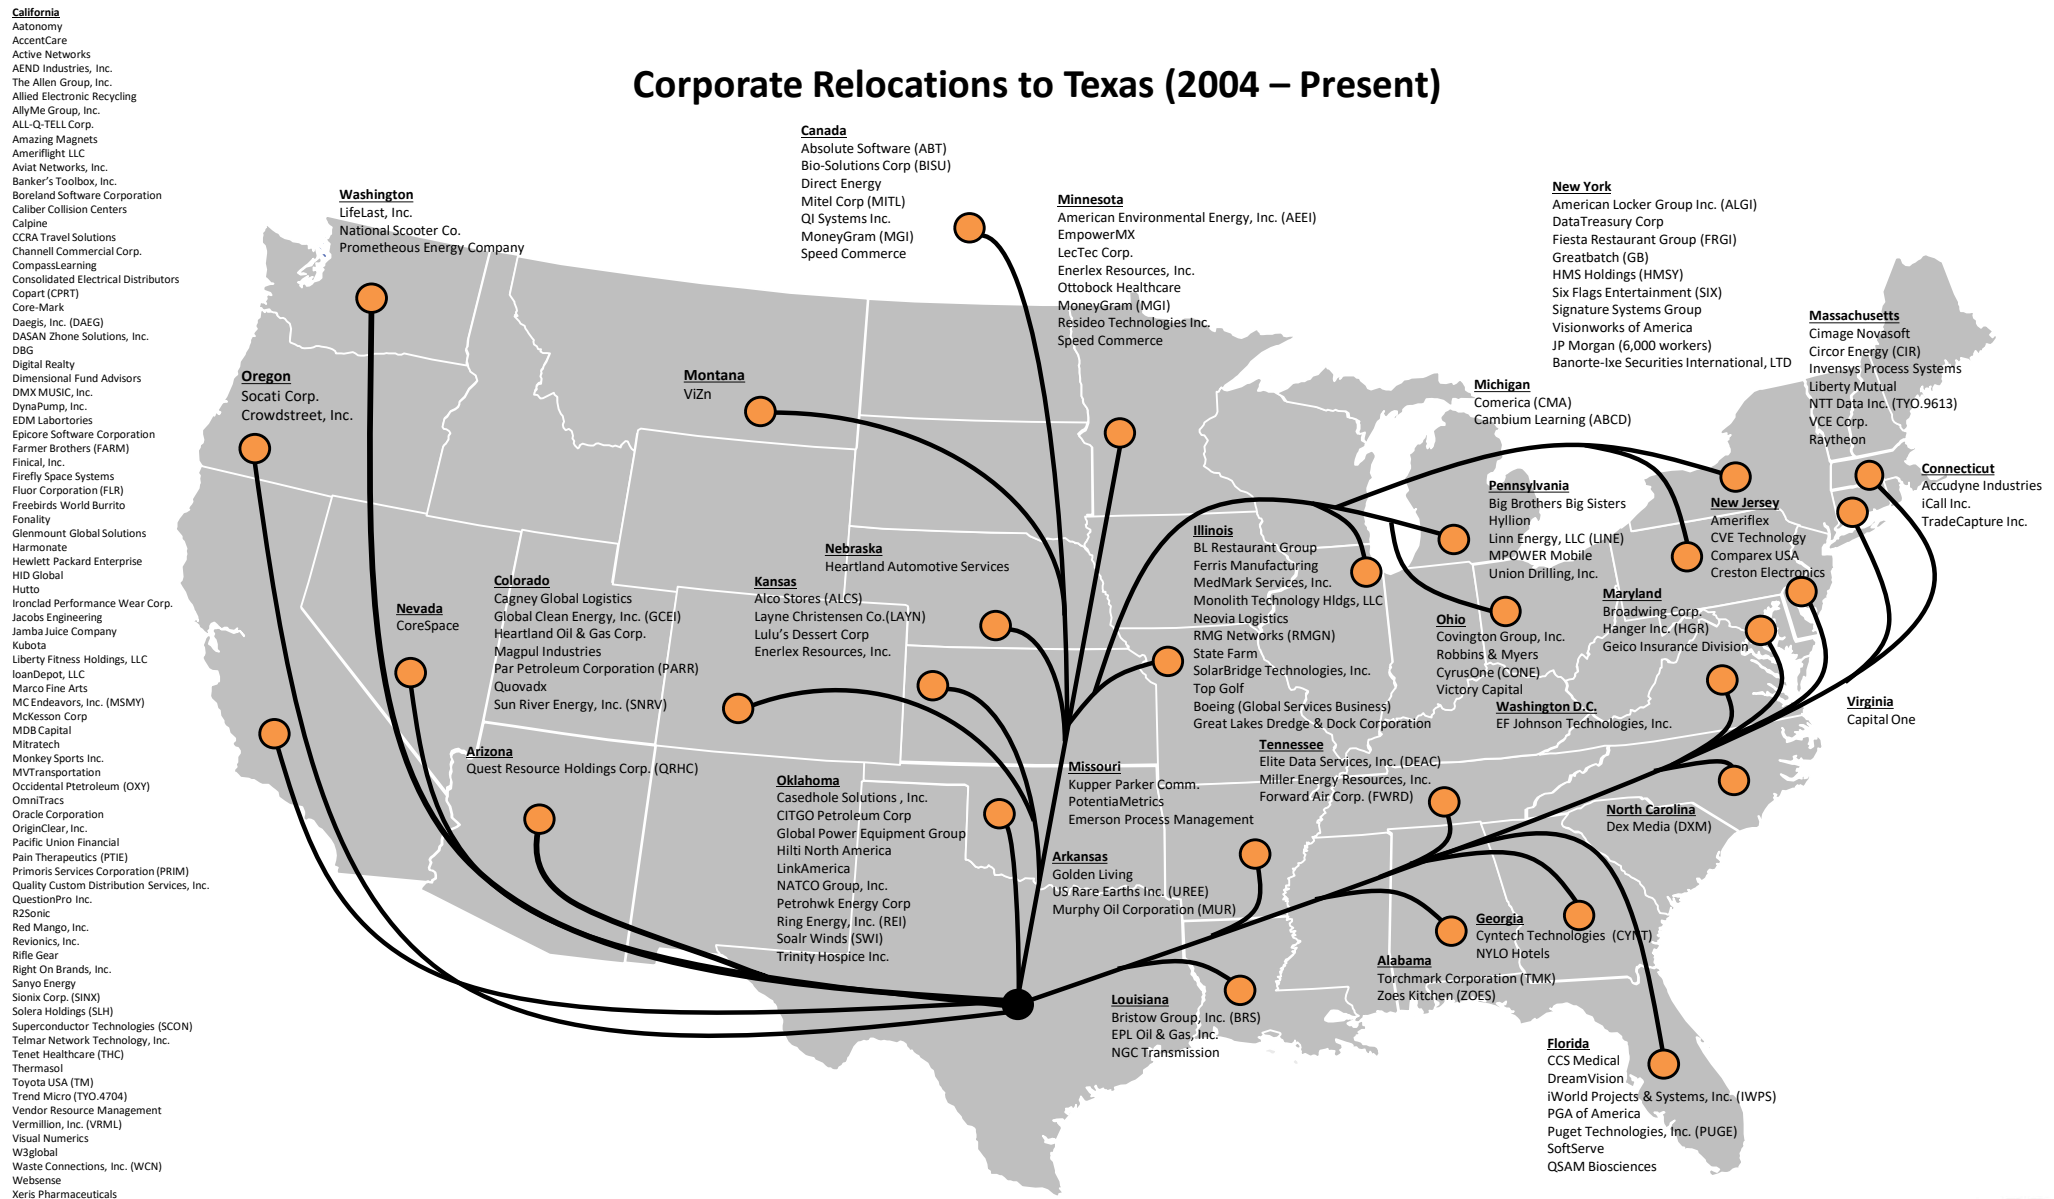 Corporate Relocations to Texas (2004 – Present)
California
Aatonomy
AccentCare
Active Networks
AEND Industries, Inc.
The Allen Group, Inc.
Allied Electronic Recycling
AllyMe Group, Inc.
ALL-Q-TELL Corp.
Amazing Magnets
Ameriflight LLC
Aviat Networks, Inc.
Banker's Toolbox, Inc.
Boreland Software Corporation
Caliber Collision Centers
Calpine
CCRA Travel Solutions
Channell Commercial Corp.
CompassLearning
Consolidated Electrical Distributors
Copart (CPRT)
Core-Mark
Daegis, Inc. (DAEG)
DASAN Zhone Solutions, Inc.
DBG
Digital Realty
Dimensional Fund Advisors
DMX MUSIC, Inc.
DynaPump, Inc.
EDM Labortories
Epicore Software Corporation
Farmer Brothers (FARM)
Finical, Inc.
Firefly Space Systems
Fluor Corporation (FLR)
Freebirds World Burrito
Fonality
Glenmount Global Solutions
Harmonate
Hewlett Packard Enterprise
HID Global
Hutto
Ironclad Performance Wear Corp.
Jacobs Engineering
Jamba Juice Company
Kubota
Liberty Fitness Holdings, LLC
loanDepot, LLC
Marco Fine Arts
MC Endeavors, Inc. (MSMY)
McKesson Corp
MDB Capital
Mitratech
Monkey Sports Inc.
MVTransportation
Occidental Ptetroleum (OXY)
OmniTracs
Oracle Corporation
OriginClear, Inc.
Pacific Union Financial
Pain Therapeutics (PTIE)
Primoris Services Corporation (PRIM)
Quality Custom Distribution Services, Inc.
QuestionPro Inc.
R2Sonic
Red Mango, Inc.
Revionics, Inc.
Rifle Gear
Right On Brands, Inc.
Sanyo Energy
Sionix Corp. (SINX)
Solera Holdings (SLH)
Superconductor Technologies (SCON)
Telmar Network Technology, Inc.
Tenet Healthcare (THC)
Thermasol
Toyota USA (TM)
Trend Micro (TYO.4704)
Vendor Resource Management
Vermillion, Inc. (VRML)
Visual Numerics
W3global
Waste Connections, Inc. (WCN)
Websense
Xeris Pharmaceuticals
Washington
LifeLast, Inc.
National Scooter Co.
Prometheous Energy Company
Oregon
Socati Corp.
Crowdstreet, Inc.
Canada
Absolute Software (ABT)
Bio-Solutions Corp (BISU)
Direct Energy
Mitel Corp (MITL)
QI Systems Inc.
MoneyGram (MGI)
Speed Commerce
Minnesota
American Environmental Energy, Inc. (AEEI)
EmpowerMX
LecTec Corp.
Enerlex Resources, Inc.
Ottobock Healthcare
MoneyGram (MGI)
Resideo Technologies Inc.
Speed Commerce
Montana
ViZn
New York
American Locker Group Inc. (ALGI)
DataTreasury Corp
Fiesta Restaurant Group (FRGI)
Greatbatch (GB)
HMS Holdings (HMSY)
Six Flags Entertainment (SIX)
Signature Systems Group
Visionworks of America
JP Morgan (6,000 workers)
Banorte-Ixe Securities International, LTD
Massachusetts
Cimage Novasoft
Circor Energy (CIR)
Invensys Process Systems
Liberty Mutual
NTT Data Inc. (TYO.9613)
VCE Corp.
Raytheon
Michigan
Comerica (CMA)
Cambium Learning (ABCD)
Connecticut
Accudyne Industries
iCall Inc.
TradeCapture Inc.
Pennsylvania
Big Brothers Big Sisters
Hyllion
Linn Energy, LLC (LINE)
MPOWER Mobile
Union Drilling, Inc.
New Jersey
Ameriflex
CVE Technology
Comparex USA
Creston Electronics
Illinois
BL Restaurant Group
Ferris Manufacturing
MedMark Services, Inc.
Monolith Technology Hldgs, LLC
Neovia Logistics
RMG Networks (RMGN)
State Farm
SolarBridge Technologies, Inc.
Top Golf
Boeing (Global Services Business)
Great Lakes Dredge & Dock Corporation
Nebraska
Heartland Automotive Services
Kansas
Alco Stores (ALCS)
Layne Christensen Co.(LAYN)
Lulu's Dessert Corp
Enerlex Resources, Inc.
Colorado
Cagney Global Logistics
Global Clean Energy, Inc. (GCEI)
Heartland Oil & Gas Corp.
Magpul Industries
Par Petroleum Corporation (PARR)
Quovadx
Sun River Energy, Inc. (SNRV)
Nevada
CoreSpace
Maryland
Broadwing Corp.
Hanger Inc. (HGR)
Geico Insurance Division
Ohio
Covington Group, Inc.
Robbins & Myers
CyrusOne (CONE)
Victory Capital
Washington D.C.
EF Johnson Technologies, Inc.
Virginia
Capital One
Arizona
Quest Resource Holdings Corp. (QRHC)
Tennessee
Elite Data Services, Inc. (DEAC)
Miller Energy Resources, Inc.
Forward Air Corp. (FWRD)
Missouri
Kupper Parker Comm.
PotentiaMetrics
Emerson Process Management
Oklahoma
Casedhole Solutions , Inc.
CITGO Petroleum Corp
Global Power Equipment Group
Hilti North America
LinkAmerica
NATCO Group, Inc.
Petrohwk Energy Corp
Ring Energy, Inc. (REI)
Soalr Winds (SWI)
Trinity Hospice Inc.
North Carolina
Dex Media (DXM)
Arkansas
Golden Living
US Rare Earths Inc. (UREE)
Murphy Oil Corporation (MUR)
Georgia
Cyntech Technologies (CYNT)
NYLO Hotels
Alabama
Torchmark Corporation (TMK)
Zoes Kitchen (ZOES)
Louisiana
Bristow Group, Inc. (BRS)
EPL Oil & Gas, Inc.
NGC Transmission
Florida
CCS Medical
DreamVision
iWorld Projects & Systems, Inc. (IWPS)
PGA of America
Puget Technologies, Inc. (PUGE)
SoftServe
QSAM Biosciences